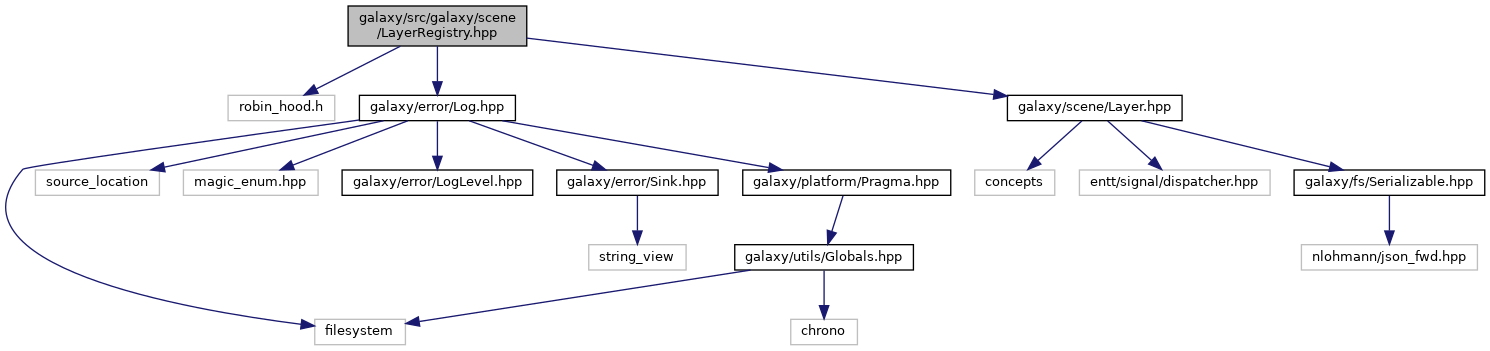 galaxy/src/galaxy/scene
/LayerRegistry.hpp
robin_hood.h
galaxy/error/Log.hpp
galaxy/scene/Layer.hpp
source_location
magic_enum.hpp
galaxy/error/LogLevel.hpp
galaxy/error/Sink.hpp
galaxy/platform/Pragma.hpp
concepts
entt/signal/dispatcher.hpp
galaxy/fs/Serializable.hpp
string_view
galaxy/utils/Globals.hpp
nlohmann/json_fwd.hpp
filesystem
chrono